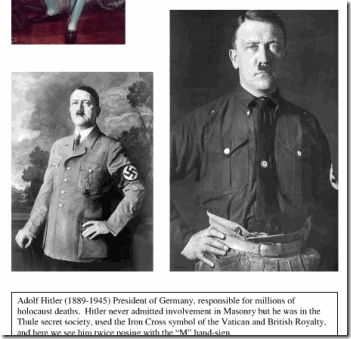 Adolf Hitler (1889-1945) President of Germany, responsible for millions of
holocaust deaths.  Hitler never admitted involvement in Masonry but he was in the
Thule secret society, used the Iron Cross symbol of the Vatican and British Royalty,
and here we see him twice posing with the “M” hand-sign.